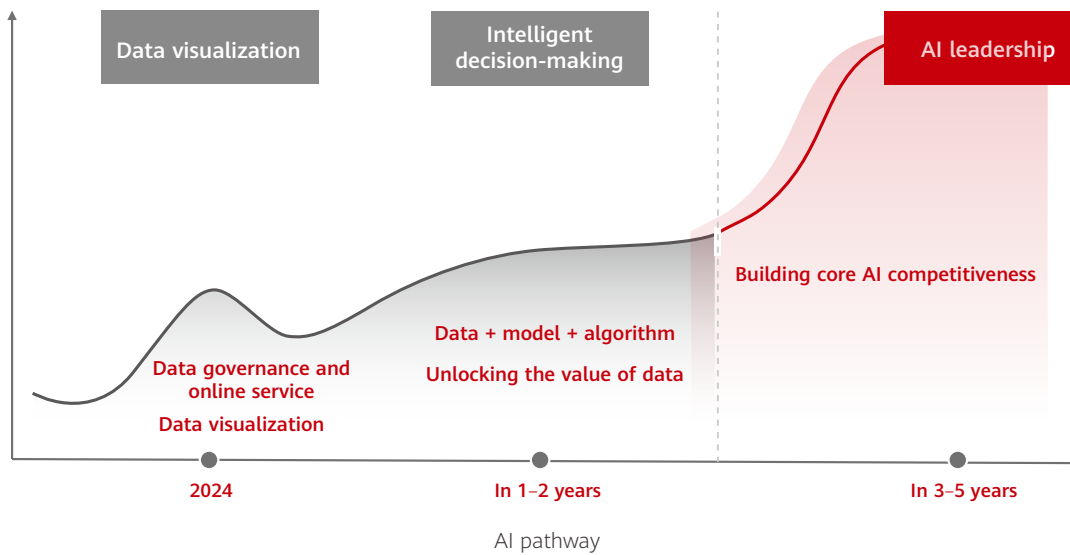 Data visualization
Intelligent
decision-making
AI leadership
Building core AI competitiveness
Data + model + algorithm
Unlocking the value of data
Data governance and
online service
Data visualization
2024
In 1–2 years
In 3–5 years
AI pathway